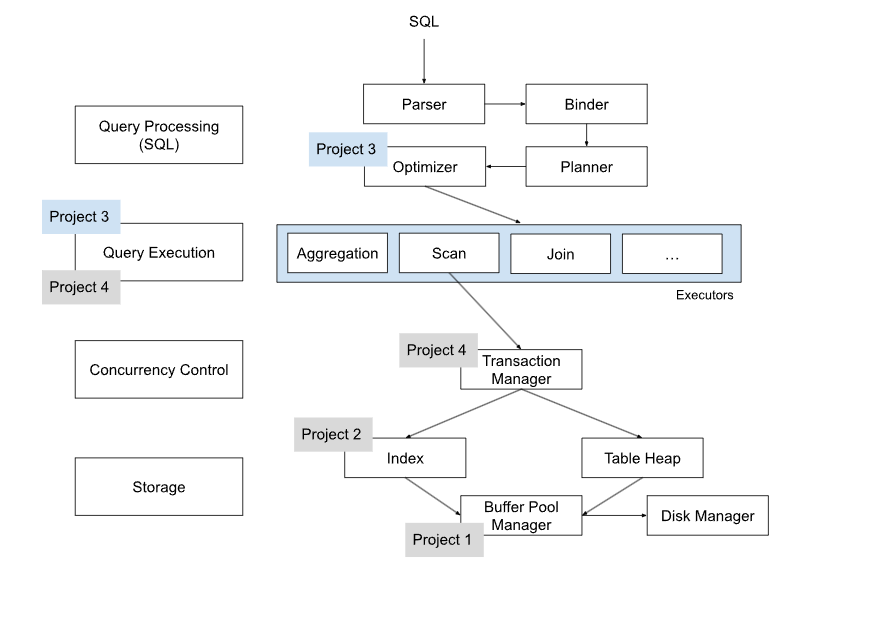 SQL
Parser
Binder
Query Processing
(SQL)
Project 3
Optimizer
Planner
Project 3
Query Execution
Project 4
Aggregation
Scan
Join
...
Executors
Project 4
Transaction
Manager
Concurrency Control
Project 2
Index
Table Heap
Storage
Buffer Pool
Manager
Disk Manager
Project 1